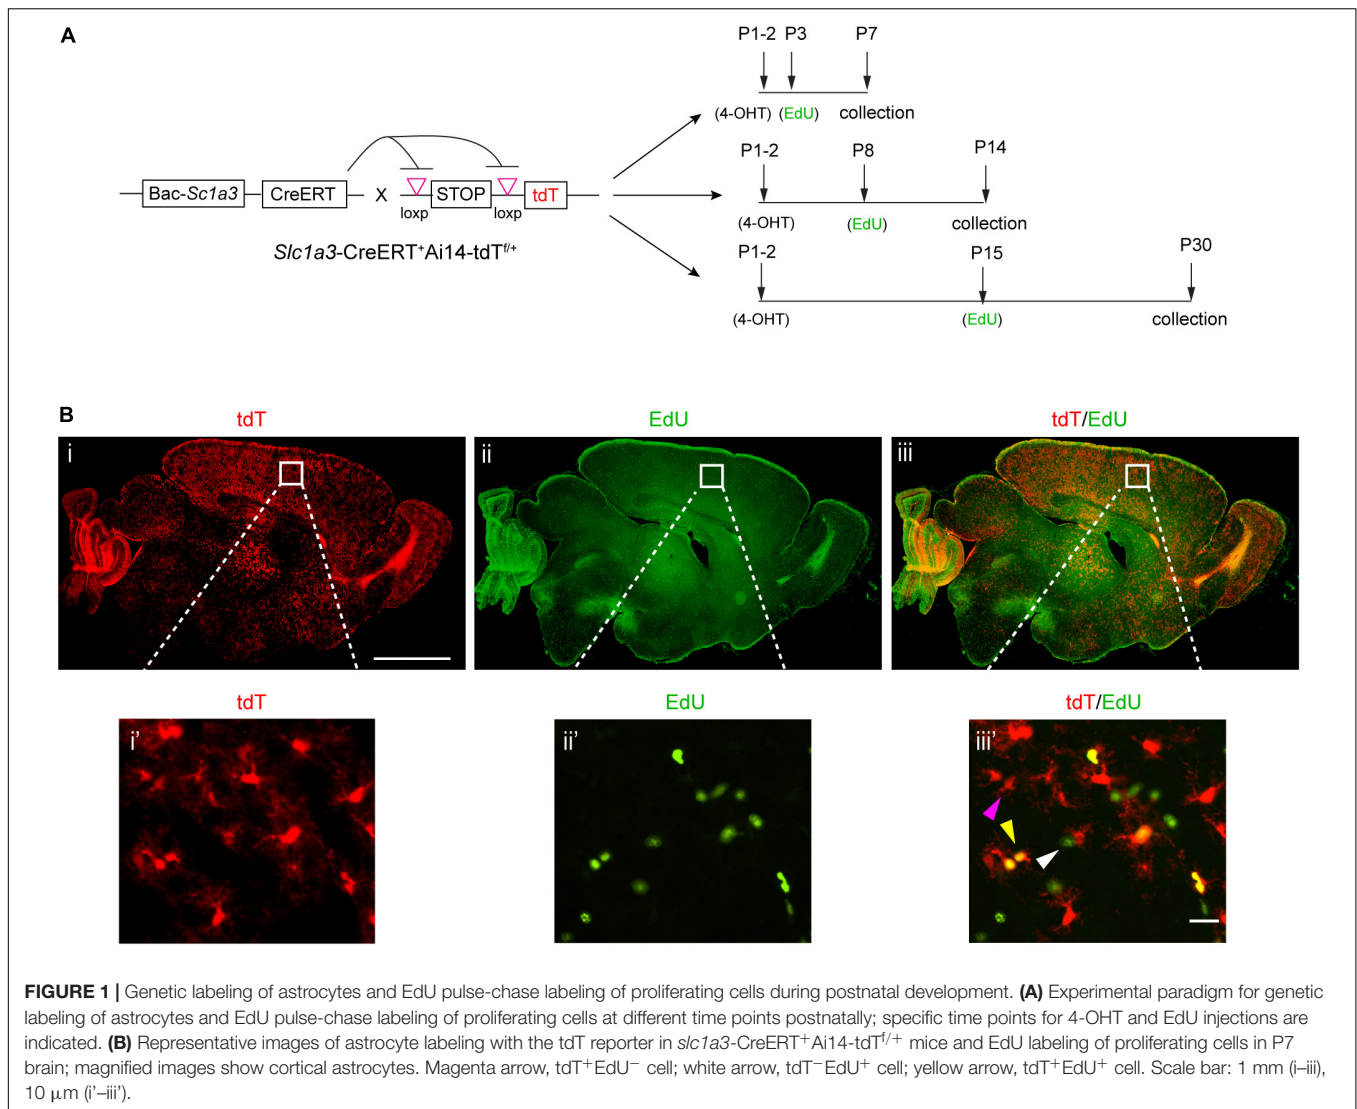 A
P1-2 P3 P7
(4-OHT) (EdU) collection
P1-2 P8 P14
Bac-Sc1a3 CreERT X STOP tdT
loxp loxp
(4-OHT) (EdU) collection
Slc1a3-CreERT⁺Ai14-tdTᶠ/⁺
P1-2 P15 P30
(4-OHT) (EdU) collection
B
tdT EdU tdT/EdU
i ii iii
tdT EdU tdT/EdU
i' ii' iii'
FIGURE 1 | Genetic labeling of astrocytes and EdU pulse-chase labeling of proliferating cells during postnatal development. (A) Experimental paradigm for genetic
labeling of astrocytes and EdU pulse-chase labeling of proliferating cells at different time points postnatally; specific time points for 4-OHT and EdU injections are
indicated. (B) Representative images of astrocyte labeling with the tdT reporter in slc1a3-CreERT⁺Ai14-tdTᶠ/⁺ mice and EdU labeling of proliferating cells in P7
brain; magnified images show cortical astrocytes. Magenta arrow, tdT⁺EdU⁻ cell; white arrow, tdT⁻EdU⁺ cell; yellow arrow, tdT⁺EdU⁺ cell. Scale bar: 1 mm (i–iii),
10 μm (i'–iii').